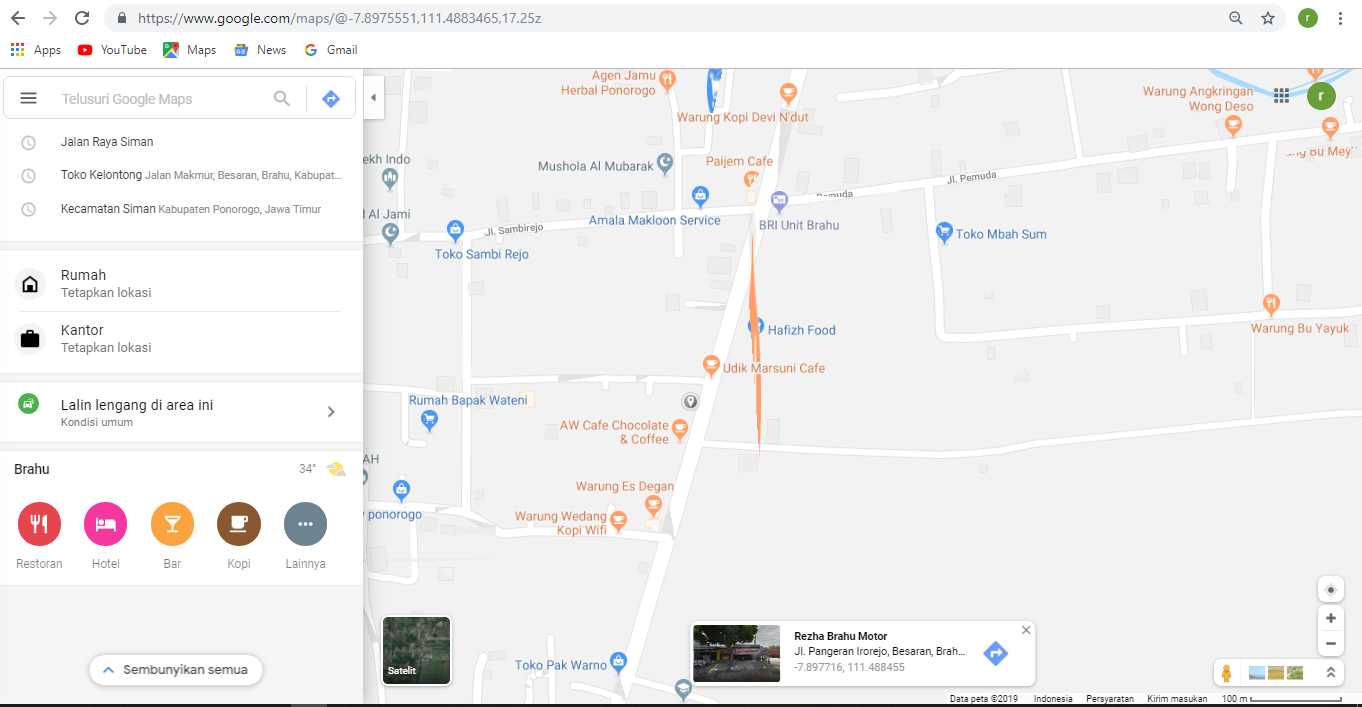 https://www.google.com/maps/@-7.8975551,111.4883465,17.25z
r
Apps
YouTube
Maps
News
Gmail
Telusuri Google Maps
Jalan Raya Siman
Toko Kelontong Jalan Makmur, Besaran, Brahu, Kabupat...
Kecamatan Siman Kabupaten Ponorogo, Jawa Timur
Rumah
Tetapkan lokasi
Kantor
Tetapkan lokasi
Lalin lengang di area ini
Kondisi umum
Brahu
34°
Restoran
Hotel
Bar
Kopi
Lainnya
Sembunyikan semua
Agen Jamu
Herbal Ponorogo
Warung Kopi Devi N'dut
Warung Angkringan
Wong Deso
r
ng Bu Mey
ekh Indo
Mushola Al Mubarak
Paijem Cafe
Jl. Pemuda
muda
Al Jami
Amala Makloon Service
BRI Unit Brahu
Jl. Sambirejo
Toko Sambi Rejo
Toko Mbah Sum
Hafizh Food
Warung Bu Yayuk
Udik Marsuni Cafe
Rumah Bapak Wateni
AW Cafe Chocolate
& Coffee
AH
Warung Es Degan
ponorogo
Warung Wedang
Kopi Wifi
Satelit
Toko Pak Warno
Rezha Brahu Motor
Jl. Pangeran Irorejo, Besaran, Brah...
-7.897716, 111.488455
Data peta ©2019
Indonesia
Persyaratan
Kirim masukan
100 m